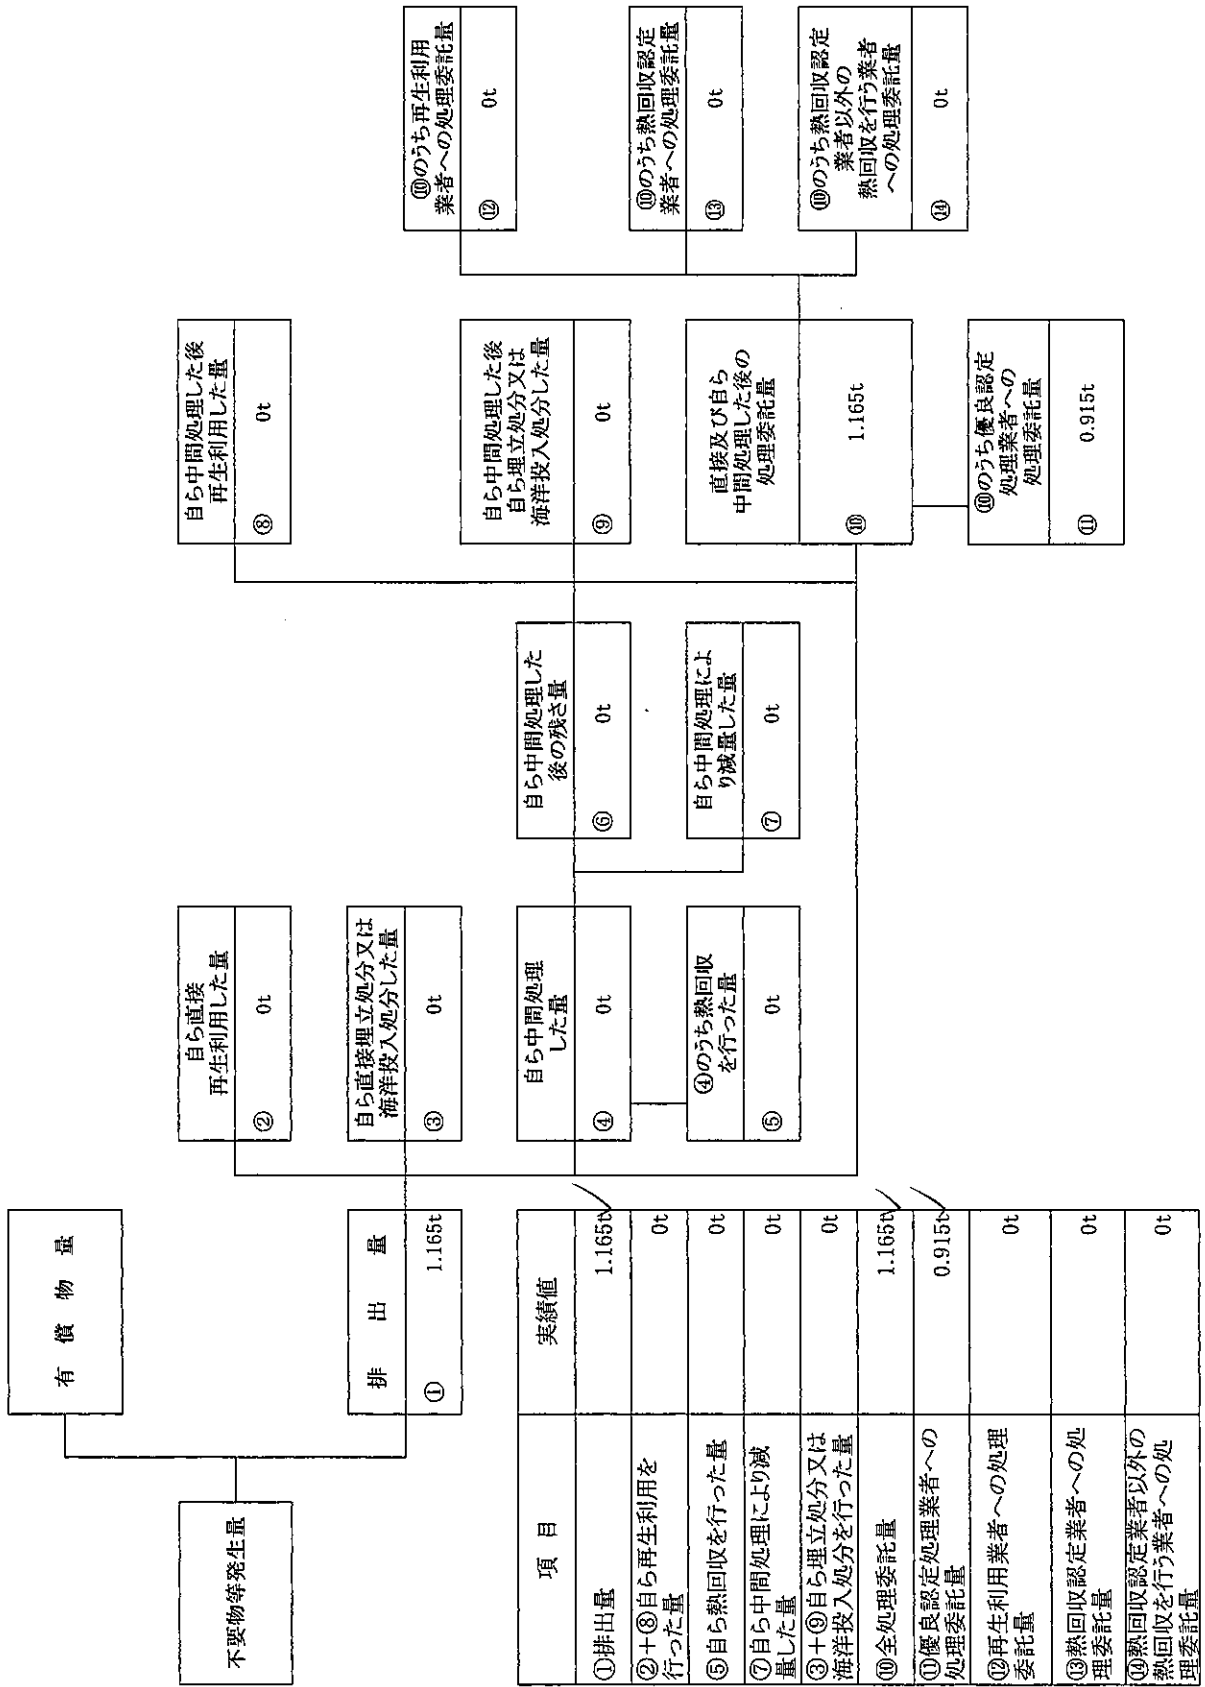 不要物等発生量
有 償 物 量
排 出 量
① 1.165t
自ら直接
再生利用した量
② 0t
自ら直接埋立処分又は
海洋投入処分した量
③ 0t
自ら中間処理
した量
④ 0t
④のうち熱回収
を行った量
⑤ 0t
自ら中間処理した
後の残さ量
⑥ 0t
自ら中間処理によ
り減量した量
⑦ 0t
自ら中間処理した後
再生利用した量
⑧ 0t
自ら中間処理した後
自ら埋立処分又は
海洋投入処分した量
⑨ 0t
直接及び自ら
中間処理した後の
処理委託量
⑩ 1.165t
⑩のうち優良認定
処理業者への
処理委託量
⑪ 0.915t
⑩のうち再生利用
業者への処理委託量
⑫ 0t
⑩のうち熱回収認定
業者への処理委託量
⑬ 0t
⑩のうち熱回収認定
業者以外の
熱回収を行う業者
への処理委託量
⑭ 0t
項 目 実績値
①排出量 1.165t
②+⑧自ら再生利用を
行った量 0t
⑤自ら熱回収を行った量 0t
⑦自ら中間処理により減
量した量 0t
③+⑨自ら埋立処分又は
海洋投入処分を行った量 0t
⑩全処理委託量 1.165t
⑪優良認定処理業者への
処理委託量 0.915t
⑫再生利用業者への処理
委託量 0t
⑬熱回収認定業者への処
理委託量 0t
⑭熱回収認定業者以外の
熱回収を行う業者への処
理委託量 0t